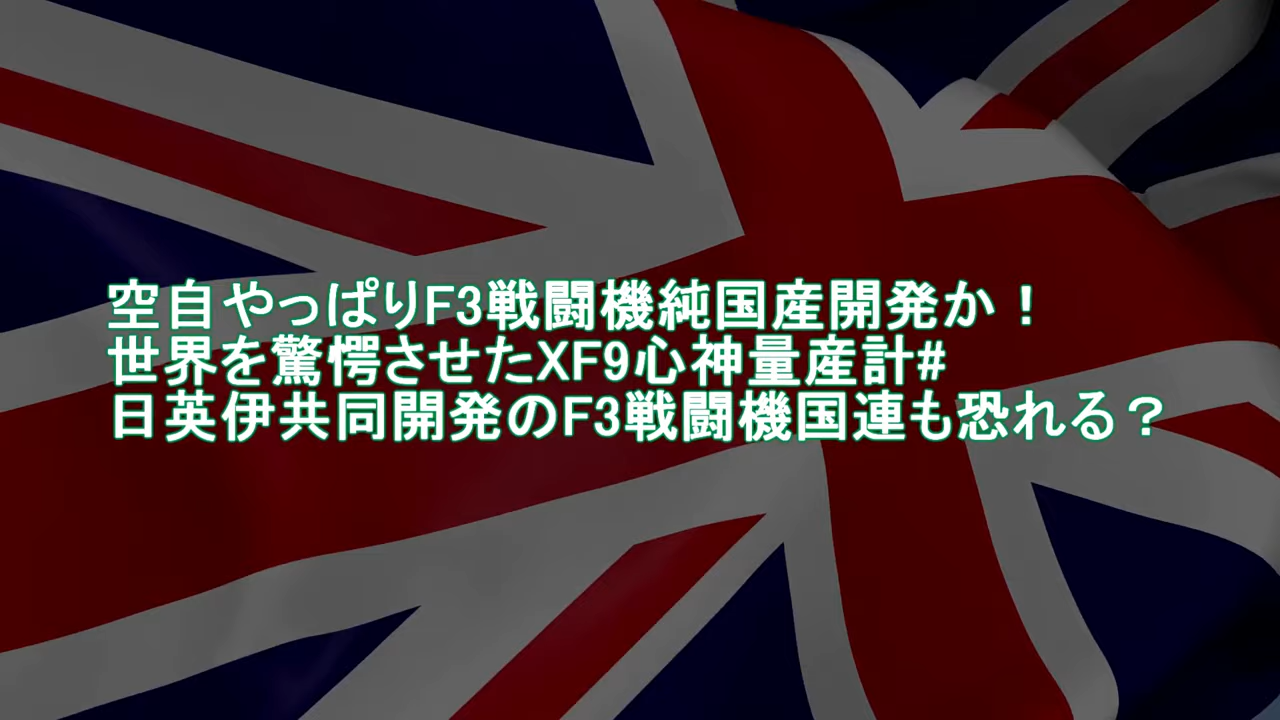 空自やっぱりF3戦闘機純国産開発か！
世界を驚愕させたXF9心神量産計#
日英伊共同開発のF3戦闘機国連も恐れる？